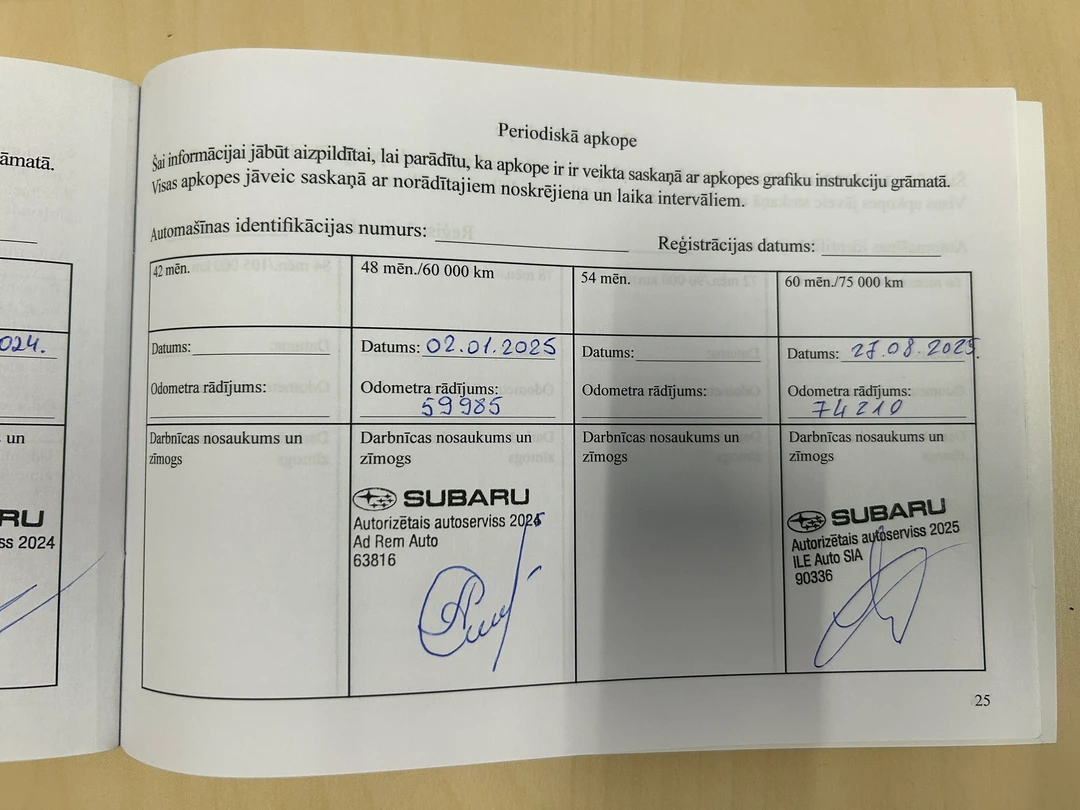 āmatā.
024.
un
RU
ss 2024
Periodiskā apkope
Šai informācijai jābūt aizpildītai, lai parādītu, ka apkope ir ir veikta saskaņā ar apkopes grafiku instrukciju grāmatā.
Visas apkopes jāveic saskaņā ar norādītajiem noskrējiena un laika intervāliem.
Automašīnas identifikācijas numurs: Reģistrācijas datums:
42 mēn. 48 mēn./60 000 km 54 mēn. 60 mēn./75 000 km
Datums: Datums: 02.01.2025 Datums: Datums: 27.08.2025.
Odometra rādījums: Odometra rādījums: Odometra rādījums: Odometra rādījums:
59985 74210
Darbnīcas nosaukums un Darbnīcas nosaukums un Darbnīcas nosaukums un Darbnīcas nosaukums un
zīmogs zīmogs zīmogs zīmogs
SUBARU SUBARU
Autorizētais autoserviss 2025 Autorizētais autoserviss 2025
Ad Rem Auto ILE Auto SIA
63816 90336
25